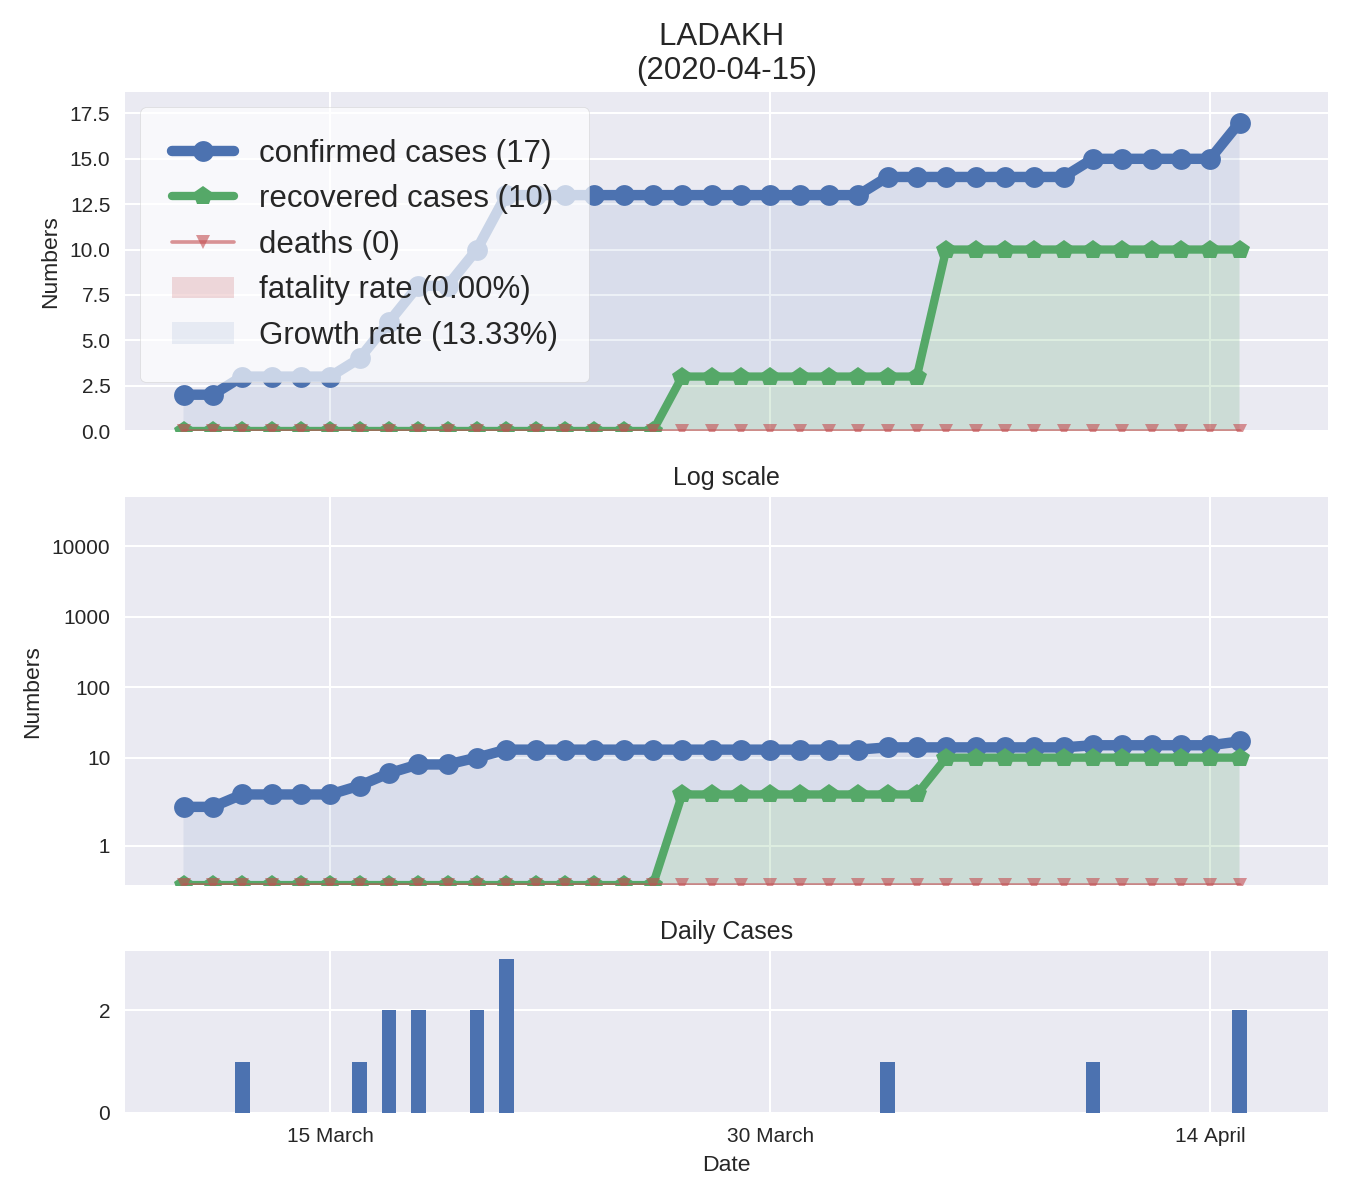 LADAKH
(2020-04-15)
17.5
15.0
12.5
10.0
7.5
5.0
2.5
0.0
Numbers
confirmed cases (17)
recovered cases (10)
deaths (0)
fatality rate (0.00%)
Growth rate (13.33%)
Log scale
10000
1000
100
10
1
Numbers
Daily Cases
2
0
15 March
30 March
14 April
Date